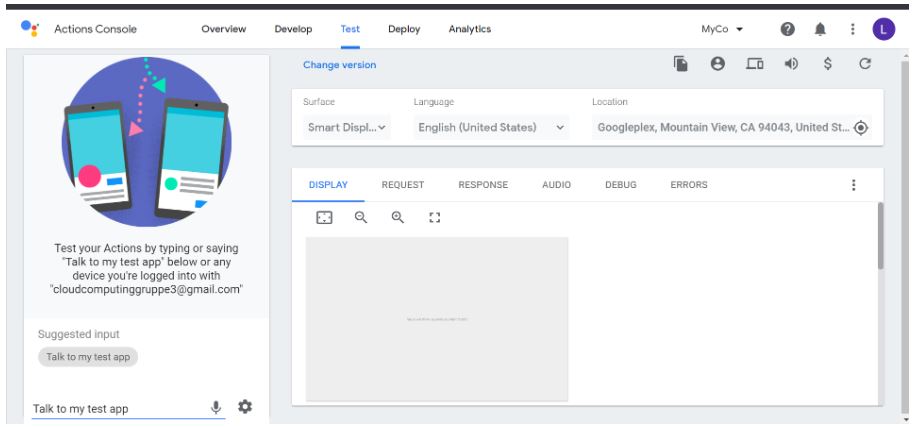 Actions Console Overview Develop Test Deploy Analytics MyCo L
Change version
Surface Language Location
Smart Displ... English (United States) Googleplex, Mountain View, CA 94043, United St...
DISPLAY REQUEST RESPONSE AUDIO DEBUG ERRORS
Test your Actions by typing or saying
"Talk to my test app" below or any
device you're logged into with
"cloudcomputinggruppe3@gmail.com"
Suggested input
Talk to my test app
Talk to my test app